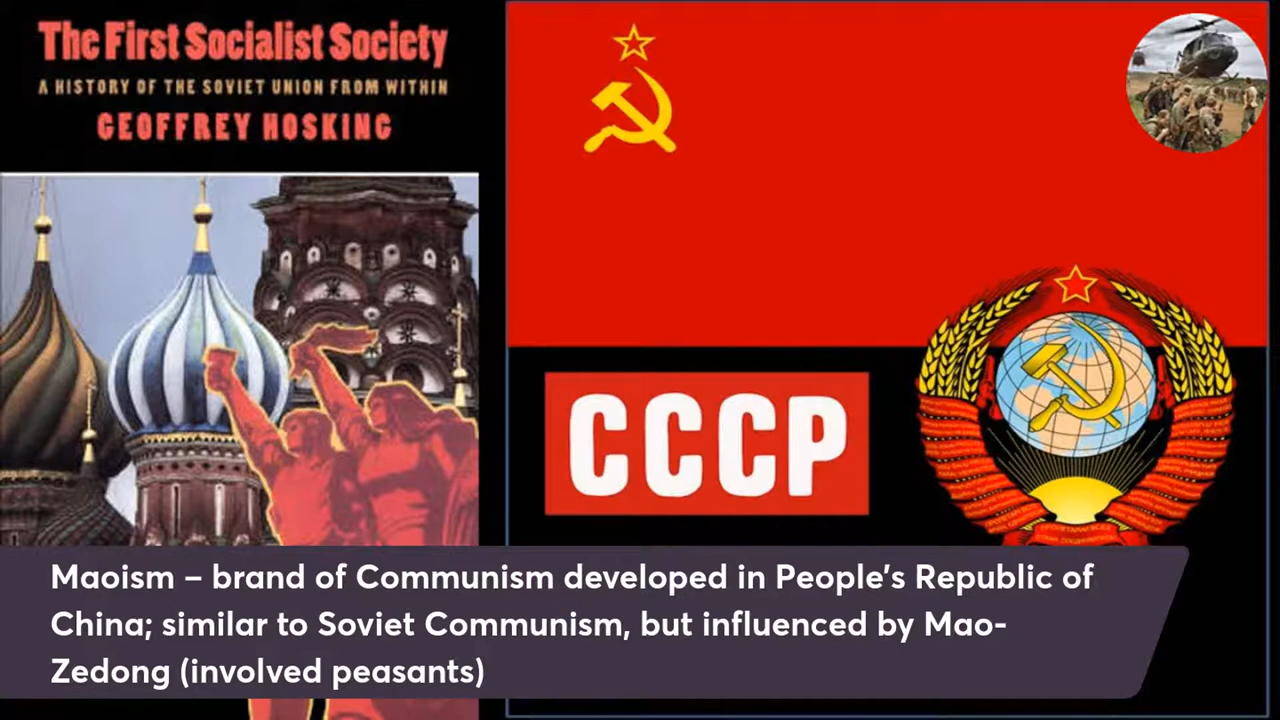 The First Socialist Society
A HISTORY OF THE SOVIET UNION FROM WITHIN
GEOFFREY HOSKING
СССР
Maoism – brand of Communism developed in People's Republic of
China; similar to Soviet Communism, but influenced by Mao-
Zedong (involved peasants)